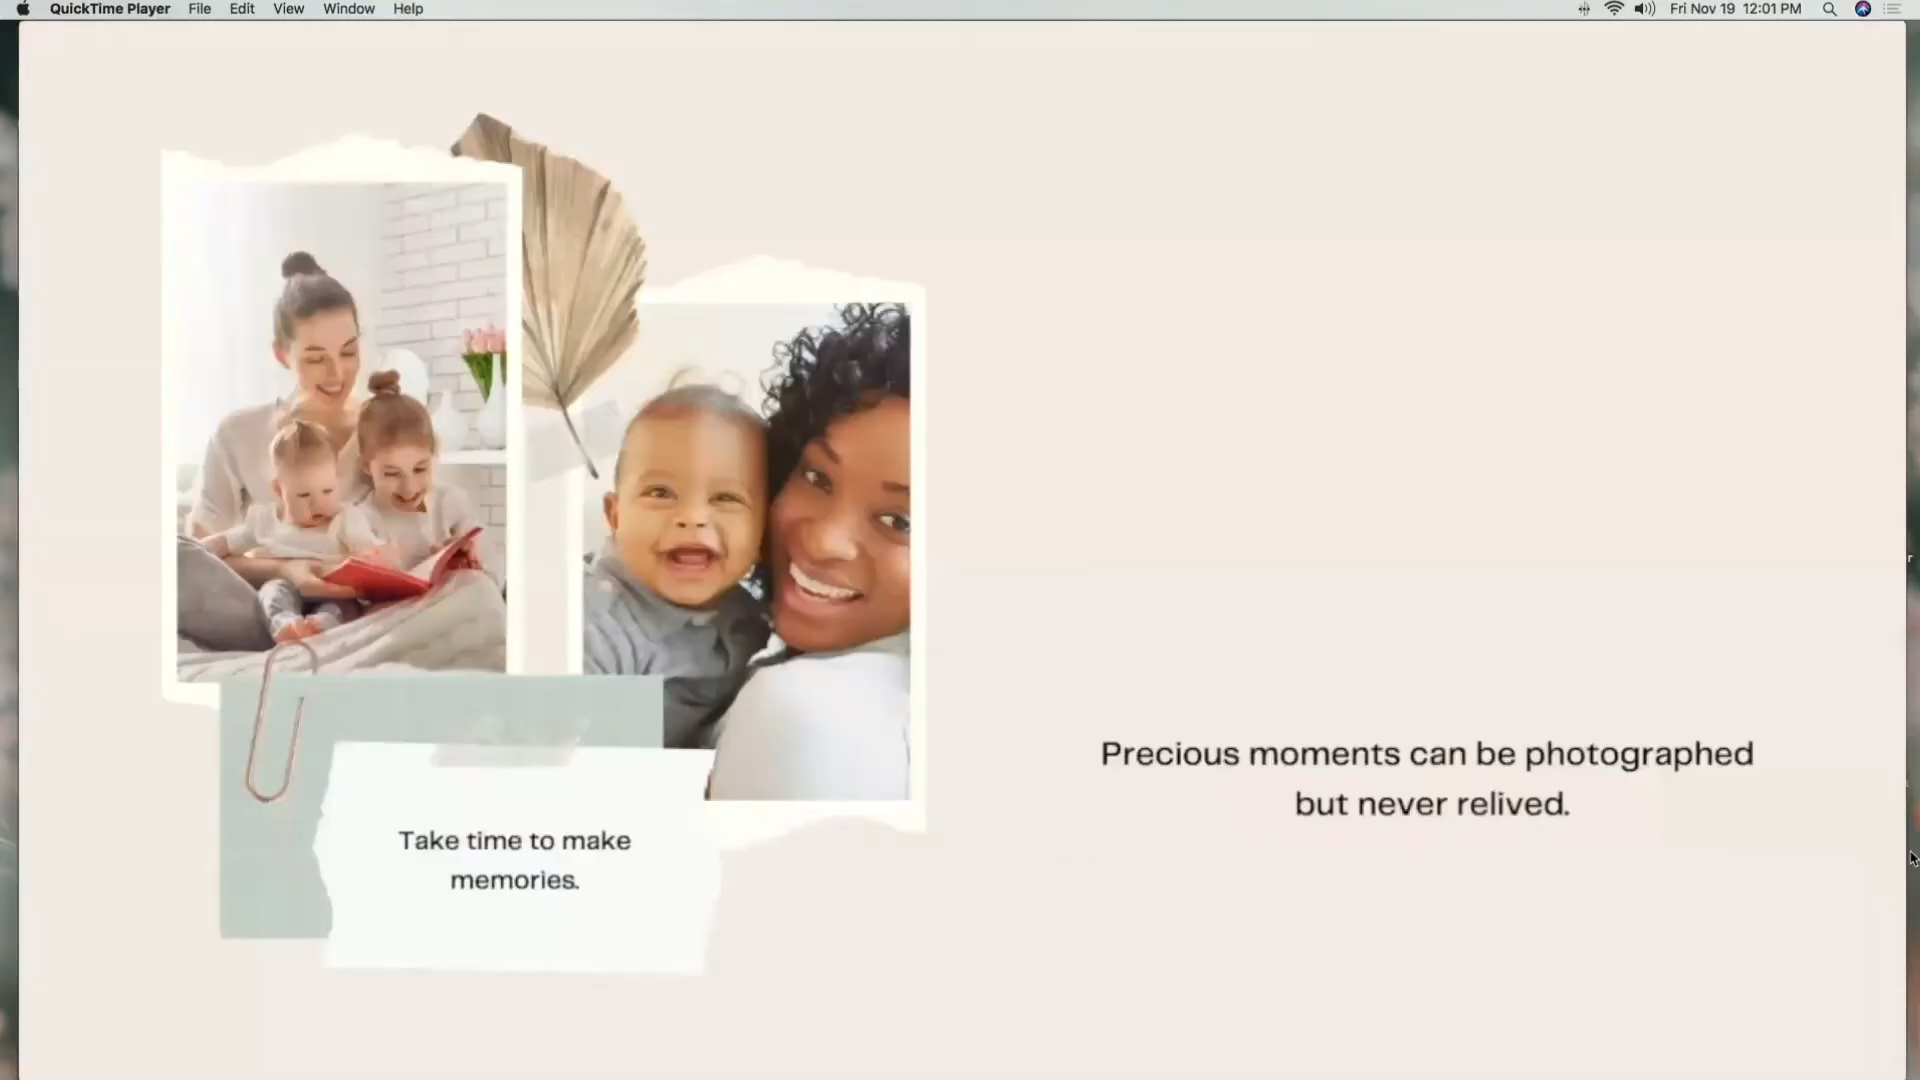 QuickTime Player File Edit View Window Help Fri Nov 19 12:01 PM
Take time to make
memories.
Precious moments can be photographed
but never relived.